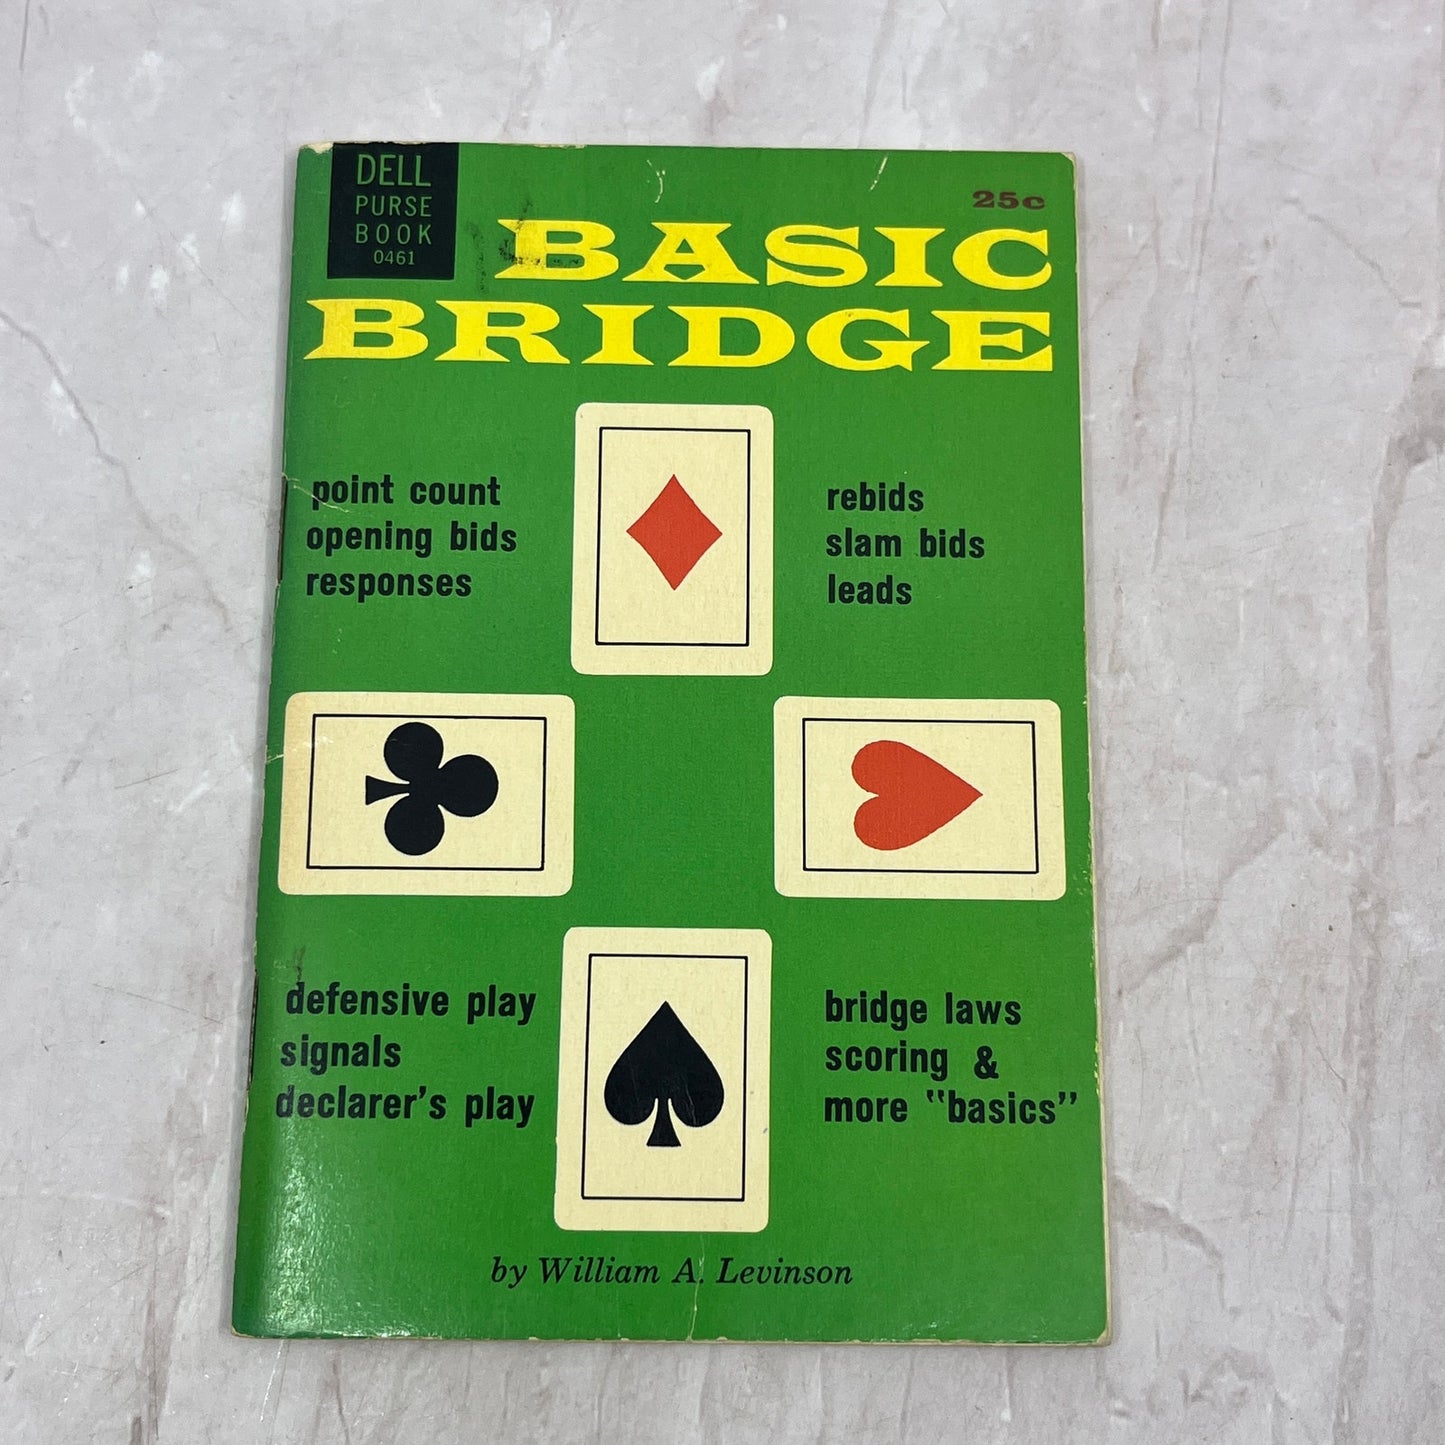 DELL
PURSE
BOOK
0461
25c
BASIC
BRIDGE
point count
opening bids
responses
rebids
slam bids
leads
defensive play
signals
declarer's play
bridge laws
scoring &
more "basics"
by William A. Levinson